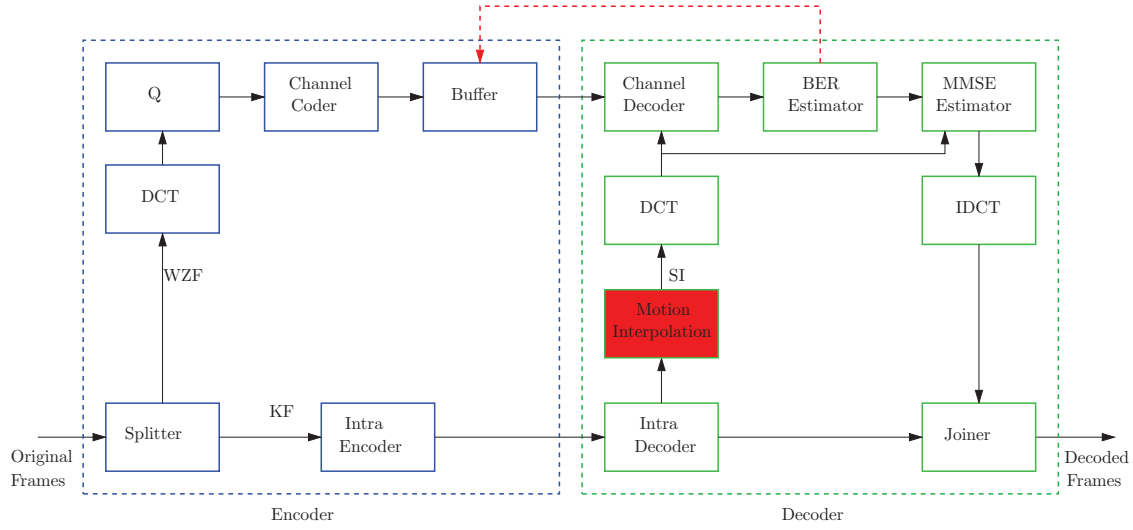 Q
Channel
Coder
Buffer
Channel
Decoder
BER
Estimator
MMSE
Estimator
DCT
DCT
IDCT
WZF
SI
Motion
Interpolation
Splitter
KF
Intra
Encoder
Intra
Decoder
Joiner
Original
Frames
Decoded
Frames
Encoder
Decoder